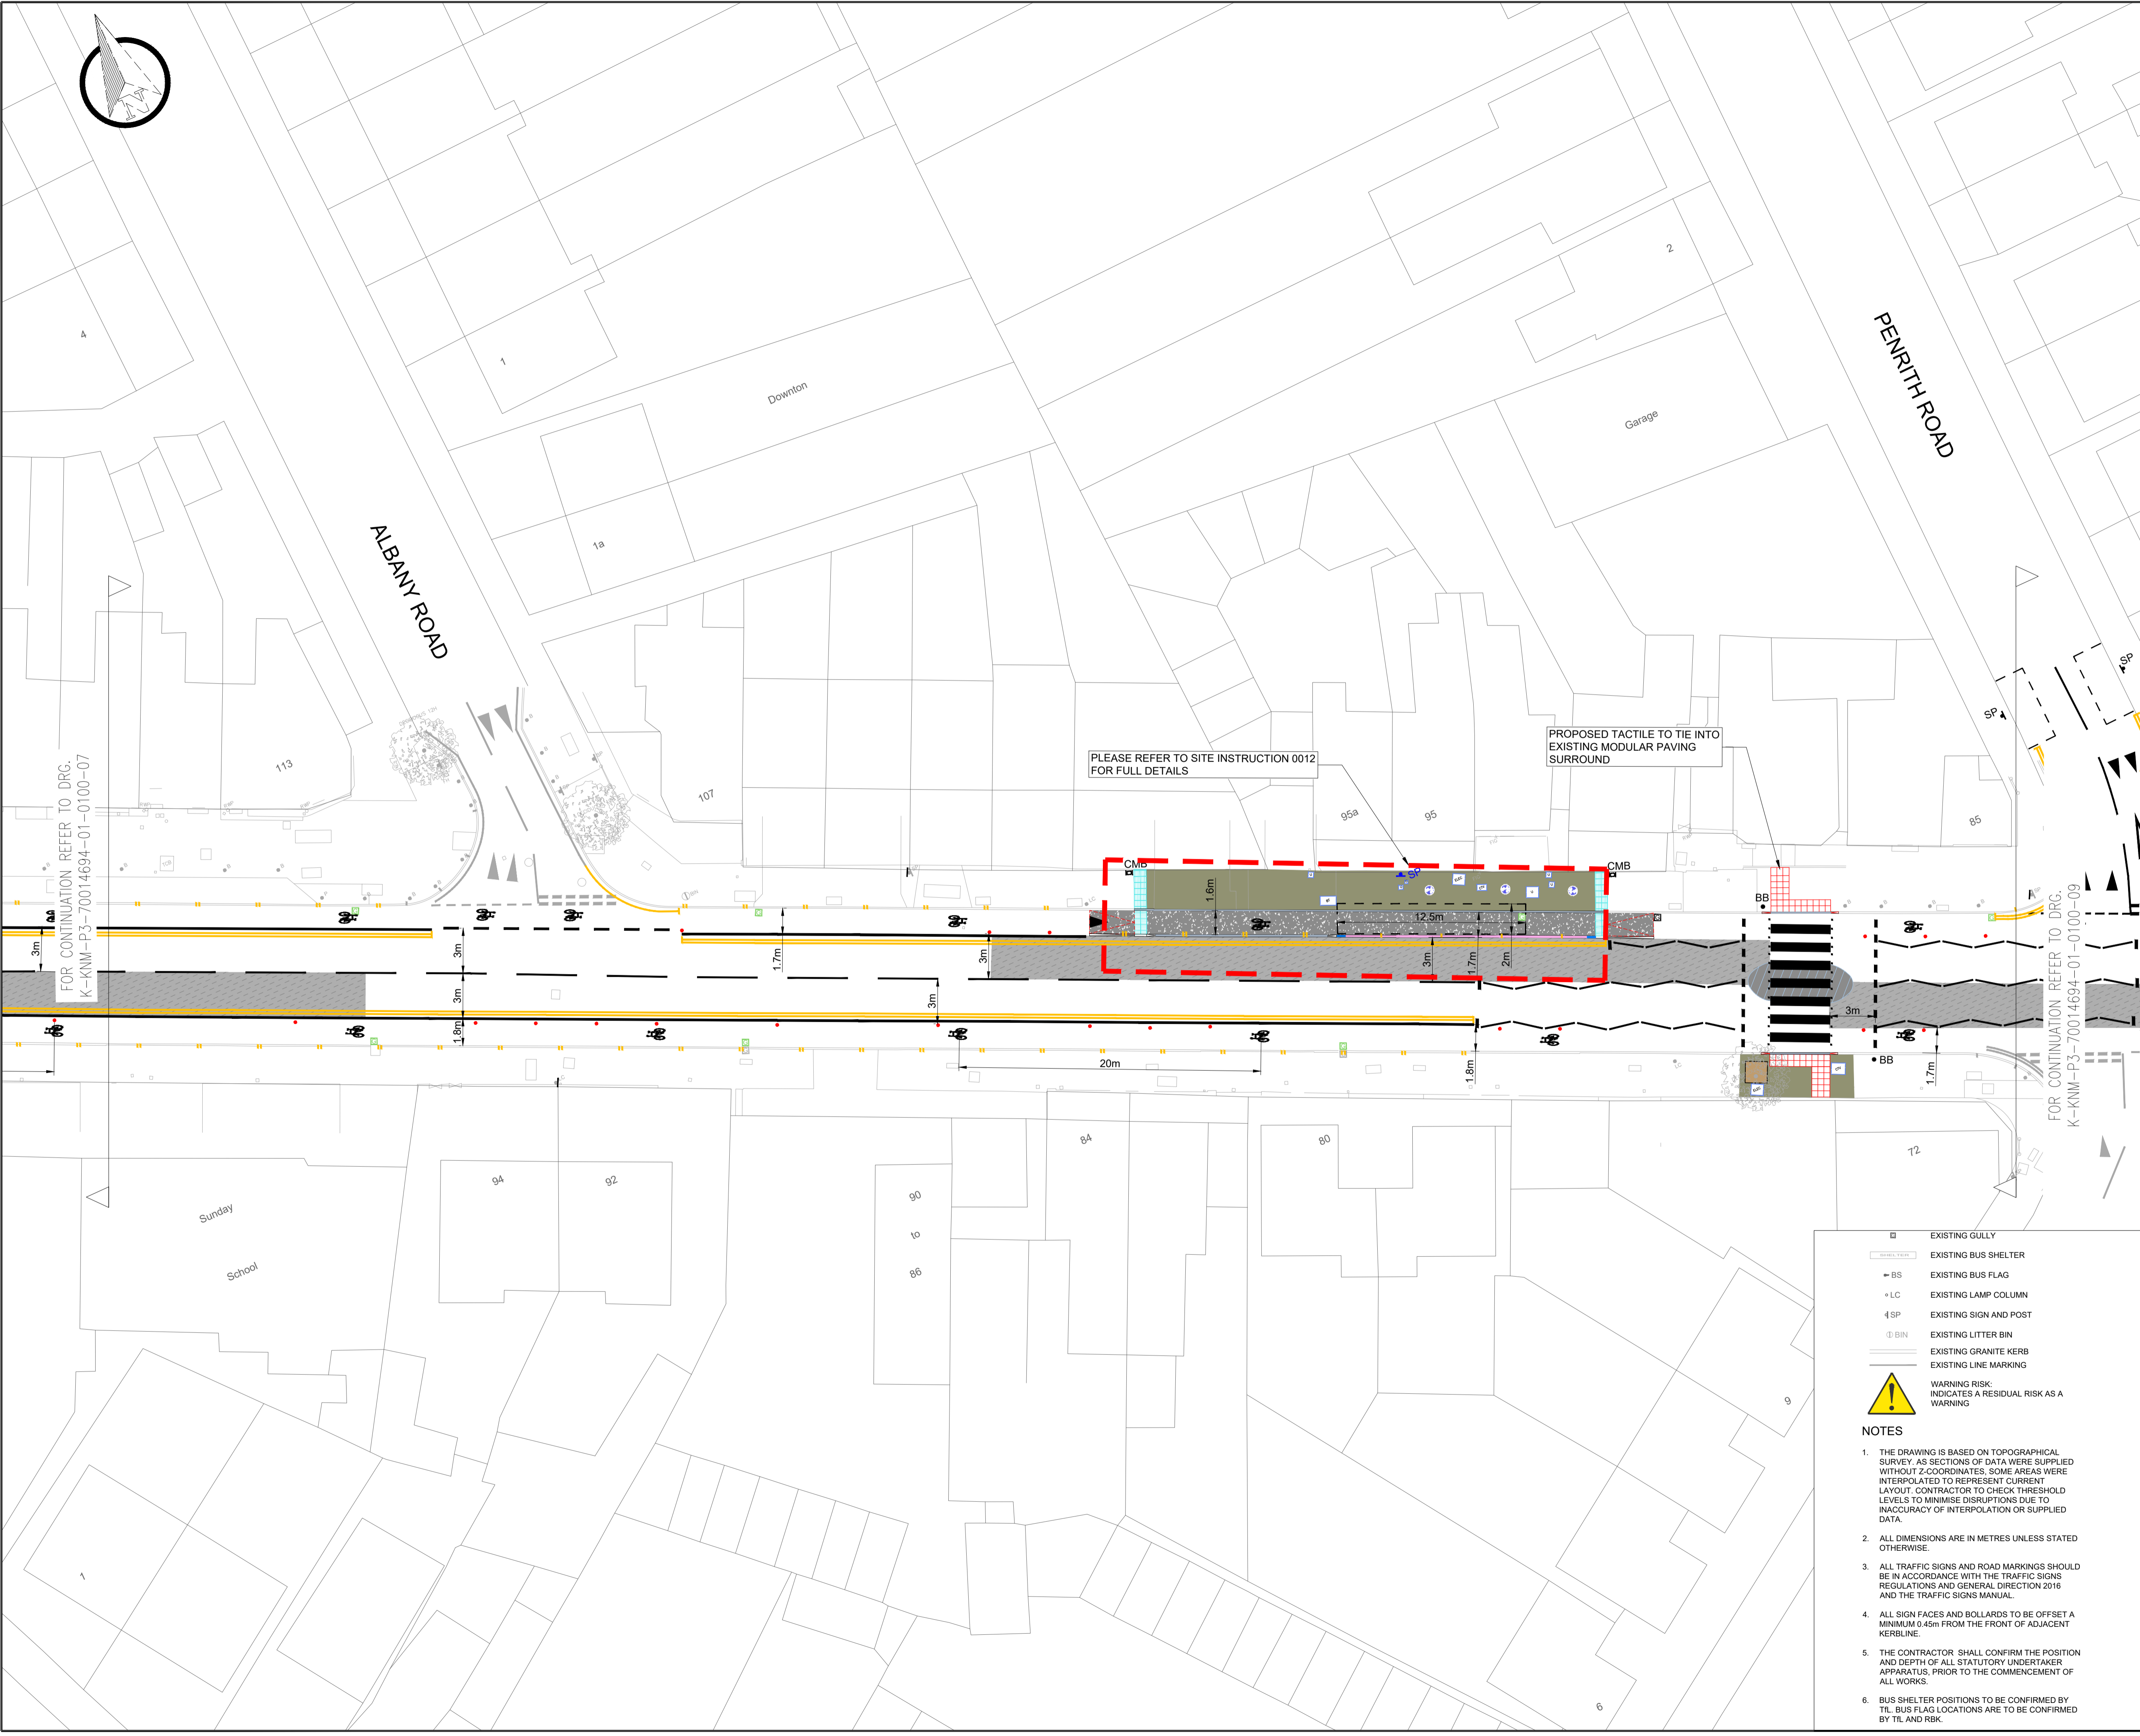 N
4
1
Downton
1a
2
Garage
PENRITH ROAD
ALBANY ROAD
113
107
95a
95
85
PLEASE REFER TO SITE INSTRUCTION 0012
FOR FULL DETAILS
PROPOSED TACTILE TO TIE INTO
EXISTING MODULAR PAVING
SURROUND
SP
SP
FOR CONTINUATION REFER TO DRG.
K-KNM-P3-70014694-01-0100-07
FOR CONTINUATION REFER TO DRG.
K-KNM-P3-70014694-01-0100-09
CMB
SP
CMB
BB
BB
1.6m
12.5m
3m
3m
3m
1.8m
1.7m
3m
3m
3m
1.7m
2m
3m
20m
1.8m
1.7m
Sunday
School
94
92
90
to
86
84
80
72
9
6
1
EXISTING GULLY
SHELTER EXISTING BUS SHELTER
BS EXISTING BUS FLAG
LC EXISTING LAMP COLUMN
SP EXISTING SIGN AND POST
BIN EXISTING LITTER BIN
EXISTING GRANITE KERB
EXISTING LINE MARKING
WARNING RISK:
INDICATES A RESIDUAL RISK AS A
WARNING
NOTES
1. THE DRAWING IS BASED ON TOPOGRAPHICAL
SURVEY. AS SECTIONS OF DATA WERE SUPPLIED
WITHOUT Z-COORDINATES, SOME AREAS WERE
INTERPOLATED TO REPRESENT CURRENT
LAYOUT. CONTRACTOR TO CHECK THRESHOLD
LEVELS TO MINIMISE DISRUPTIONS DUE TO
INACCURACY OF INTERPOLATION OR SUPPLIED
DATA.
2. ALL DIMENSIONS ARE IN METRES UNLESS STATED
OTHERWISE.
3. ALL TRAFFIC SIGNS AND ROAD MARKINGS SHOULD
BE IN ACCORDANCE WITH THE TRAFFIC SIGNS
REGULATIONS AND GENERAL DIRECTION 2016
AND THE TRAFFIC SIGNS MANUAL.
4. ALL SIGN FACES AND BOLLARDS TO BE OFFSET A
MINIMUM 0.45m FROM THE FRONT OF ADJACENT
KERBLINE.
5. THE CONTRACTOR SHALL CONFIRM THE POSITION
AND DEPTH OF ALL STATUTORY UNDERTAKER
APPARATUS, PRIOR TO THE COMMENCEMENT OF
ALL WORKS.
6. BUS SHELTER POSITIONS TO BE CONFIRMED BY
TfL. BUS FLAG LOCATIONS ARE TO BE CONFIRMED
BY TfL AND RBK.